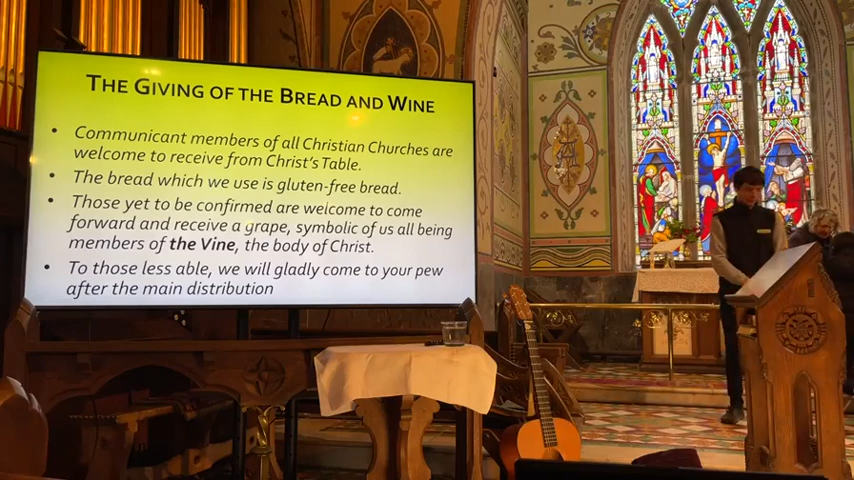 THE GIVING OF THE BREAD AND WINE
• Communicant members of all Christian Churches are
welcome to receive from Christ's Table.
• The bread which we use is gluten-free bread.
• Those yet to be confirmed are welcome to come
forward and receive a grape, symbolic of us all being
members of the Vine, the body of Christ.
• To those less able, we will gladly come to your pew
after the main distribution